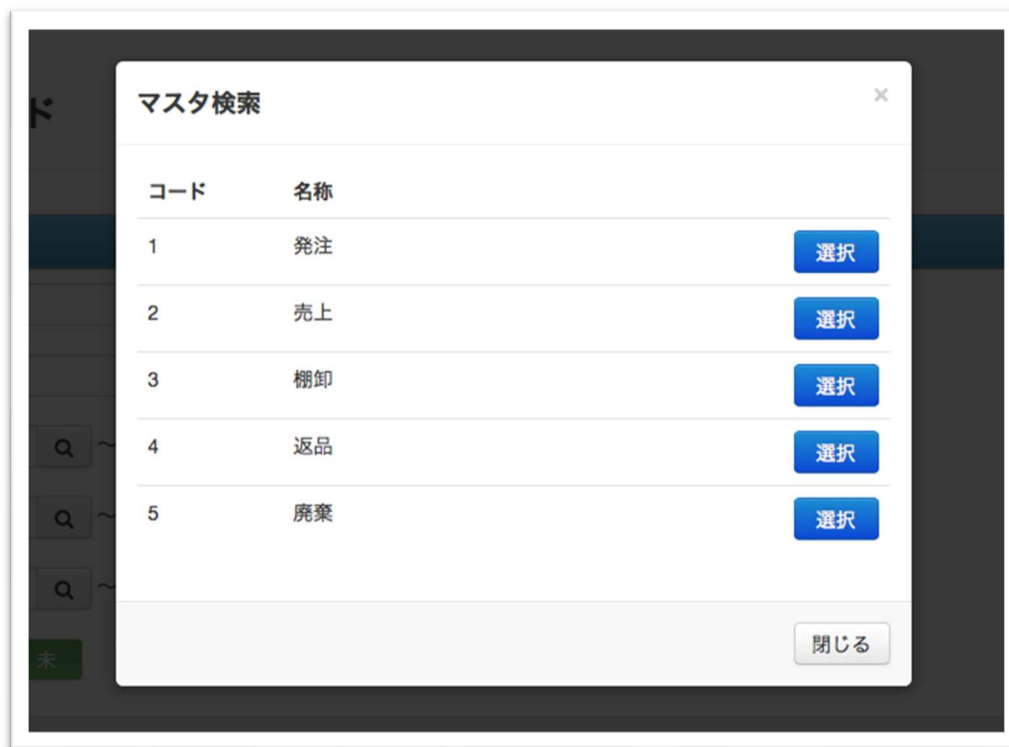 ド
マスタ検索
×
コード 名称
1 発注 選択
2 売上 選択
3 棚卸 選択
~
4 返品 選択
~
5 廃棄 選択
~
未
閉じる